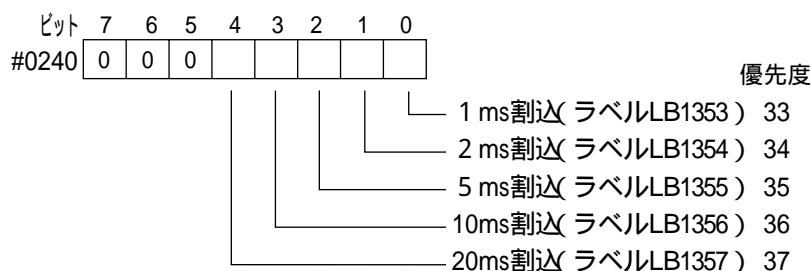 ビット 7 6 5 4 3 2 1 0
#0240 0 0 0
優先度
1 ms割込(ラベルLB1353) 33
2 ms割込(ラベルLB1354) 34
5 ms割込(ラベルLB1355) 35
10ms割込(ラベルLB1356) 36
20ms割込(ラベルLB1357) 37